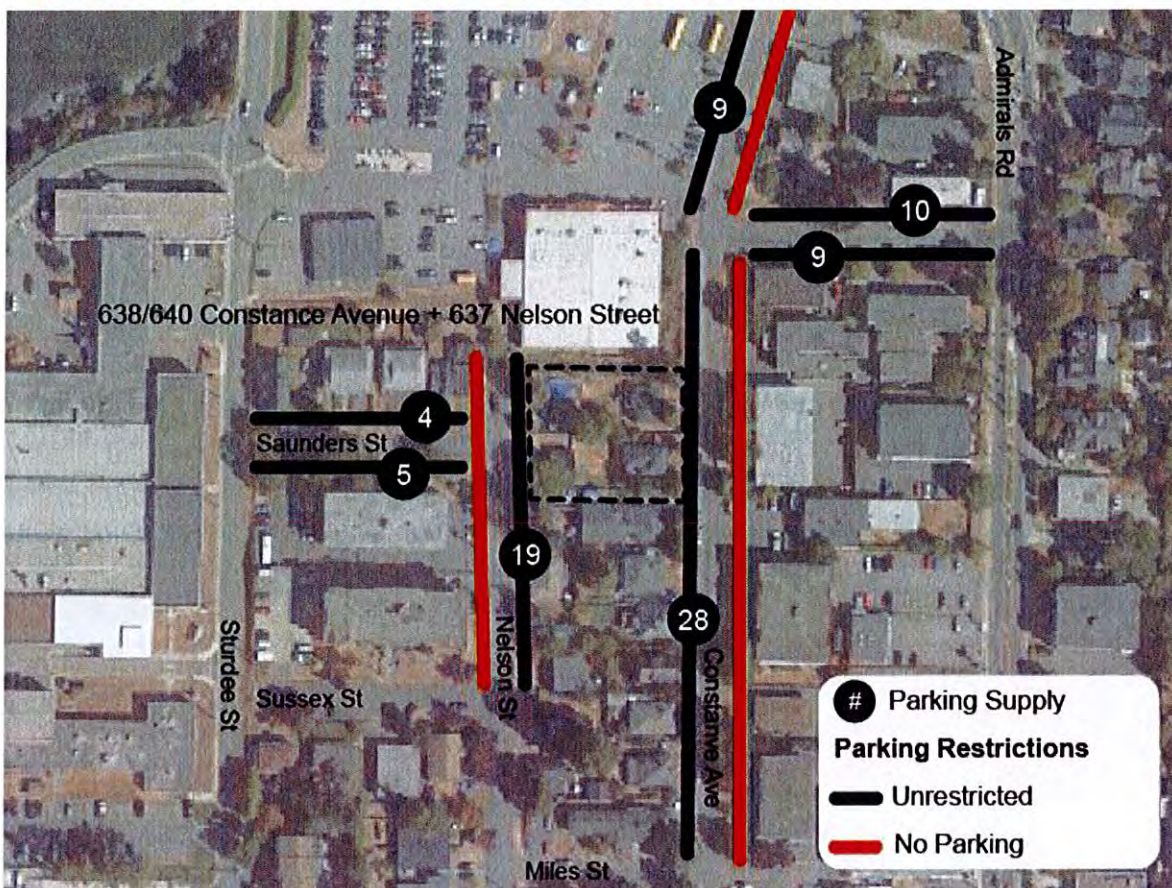 9
Admirals Rd
10
9
638/640 Constance Avenue + 637 Nelson Street
4
Saunders St
5
19
28
Sturdee St
Nelson St
Constanve Ave
Sussex St
Miles St
# Parking Supply
Parking Restrictions
Unrestricted
No Parking